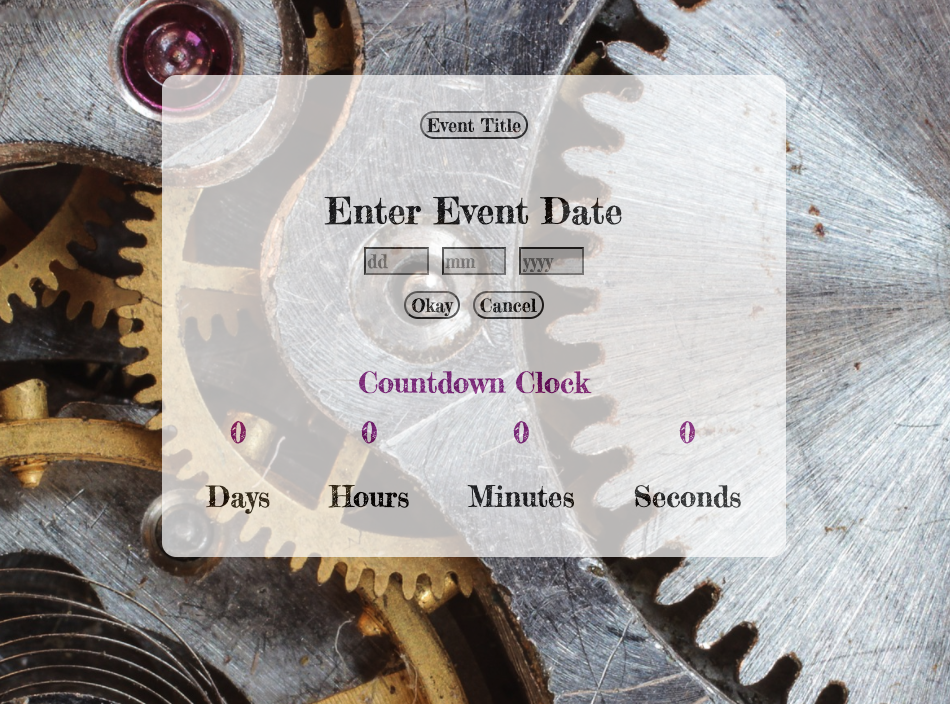 Event Title
Enter Event Date
dd mm yyyy
Okay Cancel
Countdown Clock
0 0 0 0
Days Hours Minutes Seconds